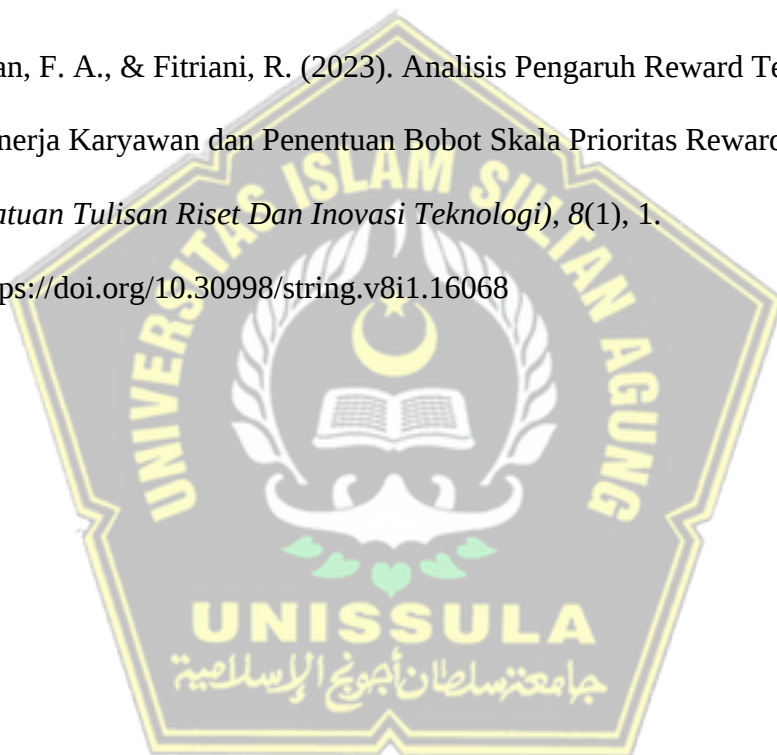 an, F. A., & Fitriani, R. (2023). Analisis Pengaruh Reward Te
nerja Karyawan dan Penentuan Bobot Skala Prioritas Reward
atuan Tulisan Riset Dan Inovasi Teknologi), 8(1), 1.
ps://doi.org/10.30998/string.v8i1.16068
UNIVERSITAS ISLAM SULTAN AGUNG
UNISSULA
جامعتسلطان أجونج الإسلامية